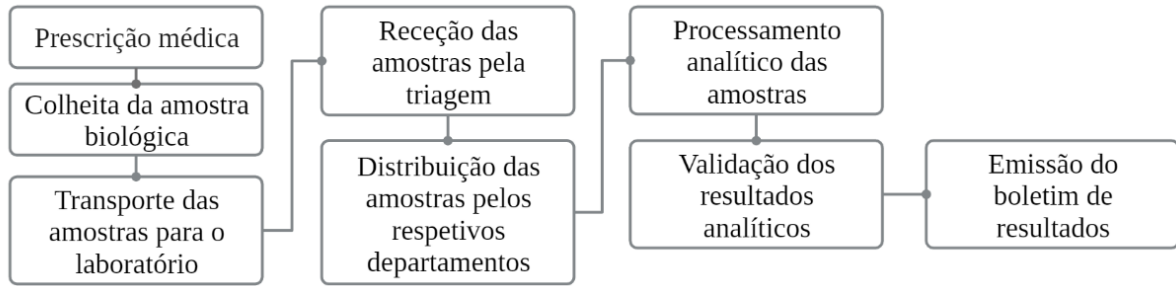 Prescrição médica
Colheita da amostra
biológica
Transporte das
amostras para o
laboratório
Receção das
amostras pela
triagem
Distribuição das
amostras pelos
respetivos
departamentos
Processamento
analítico das
amostras
Validação dos
resultados
analíticos
Emissão do
boletim de
resultados